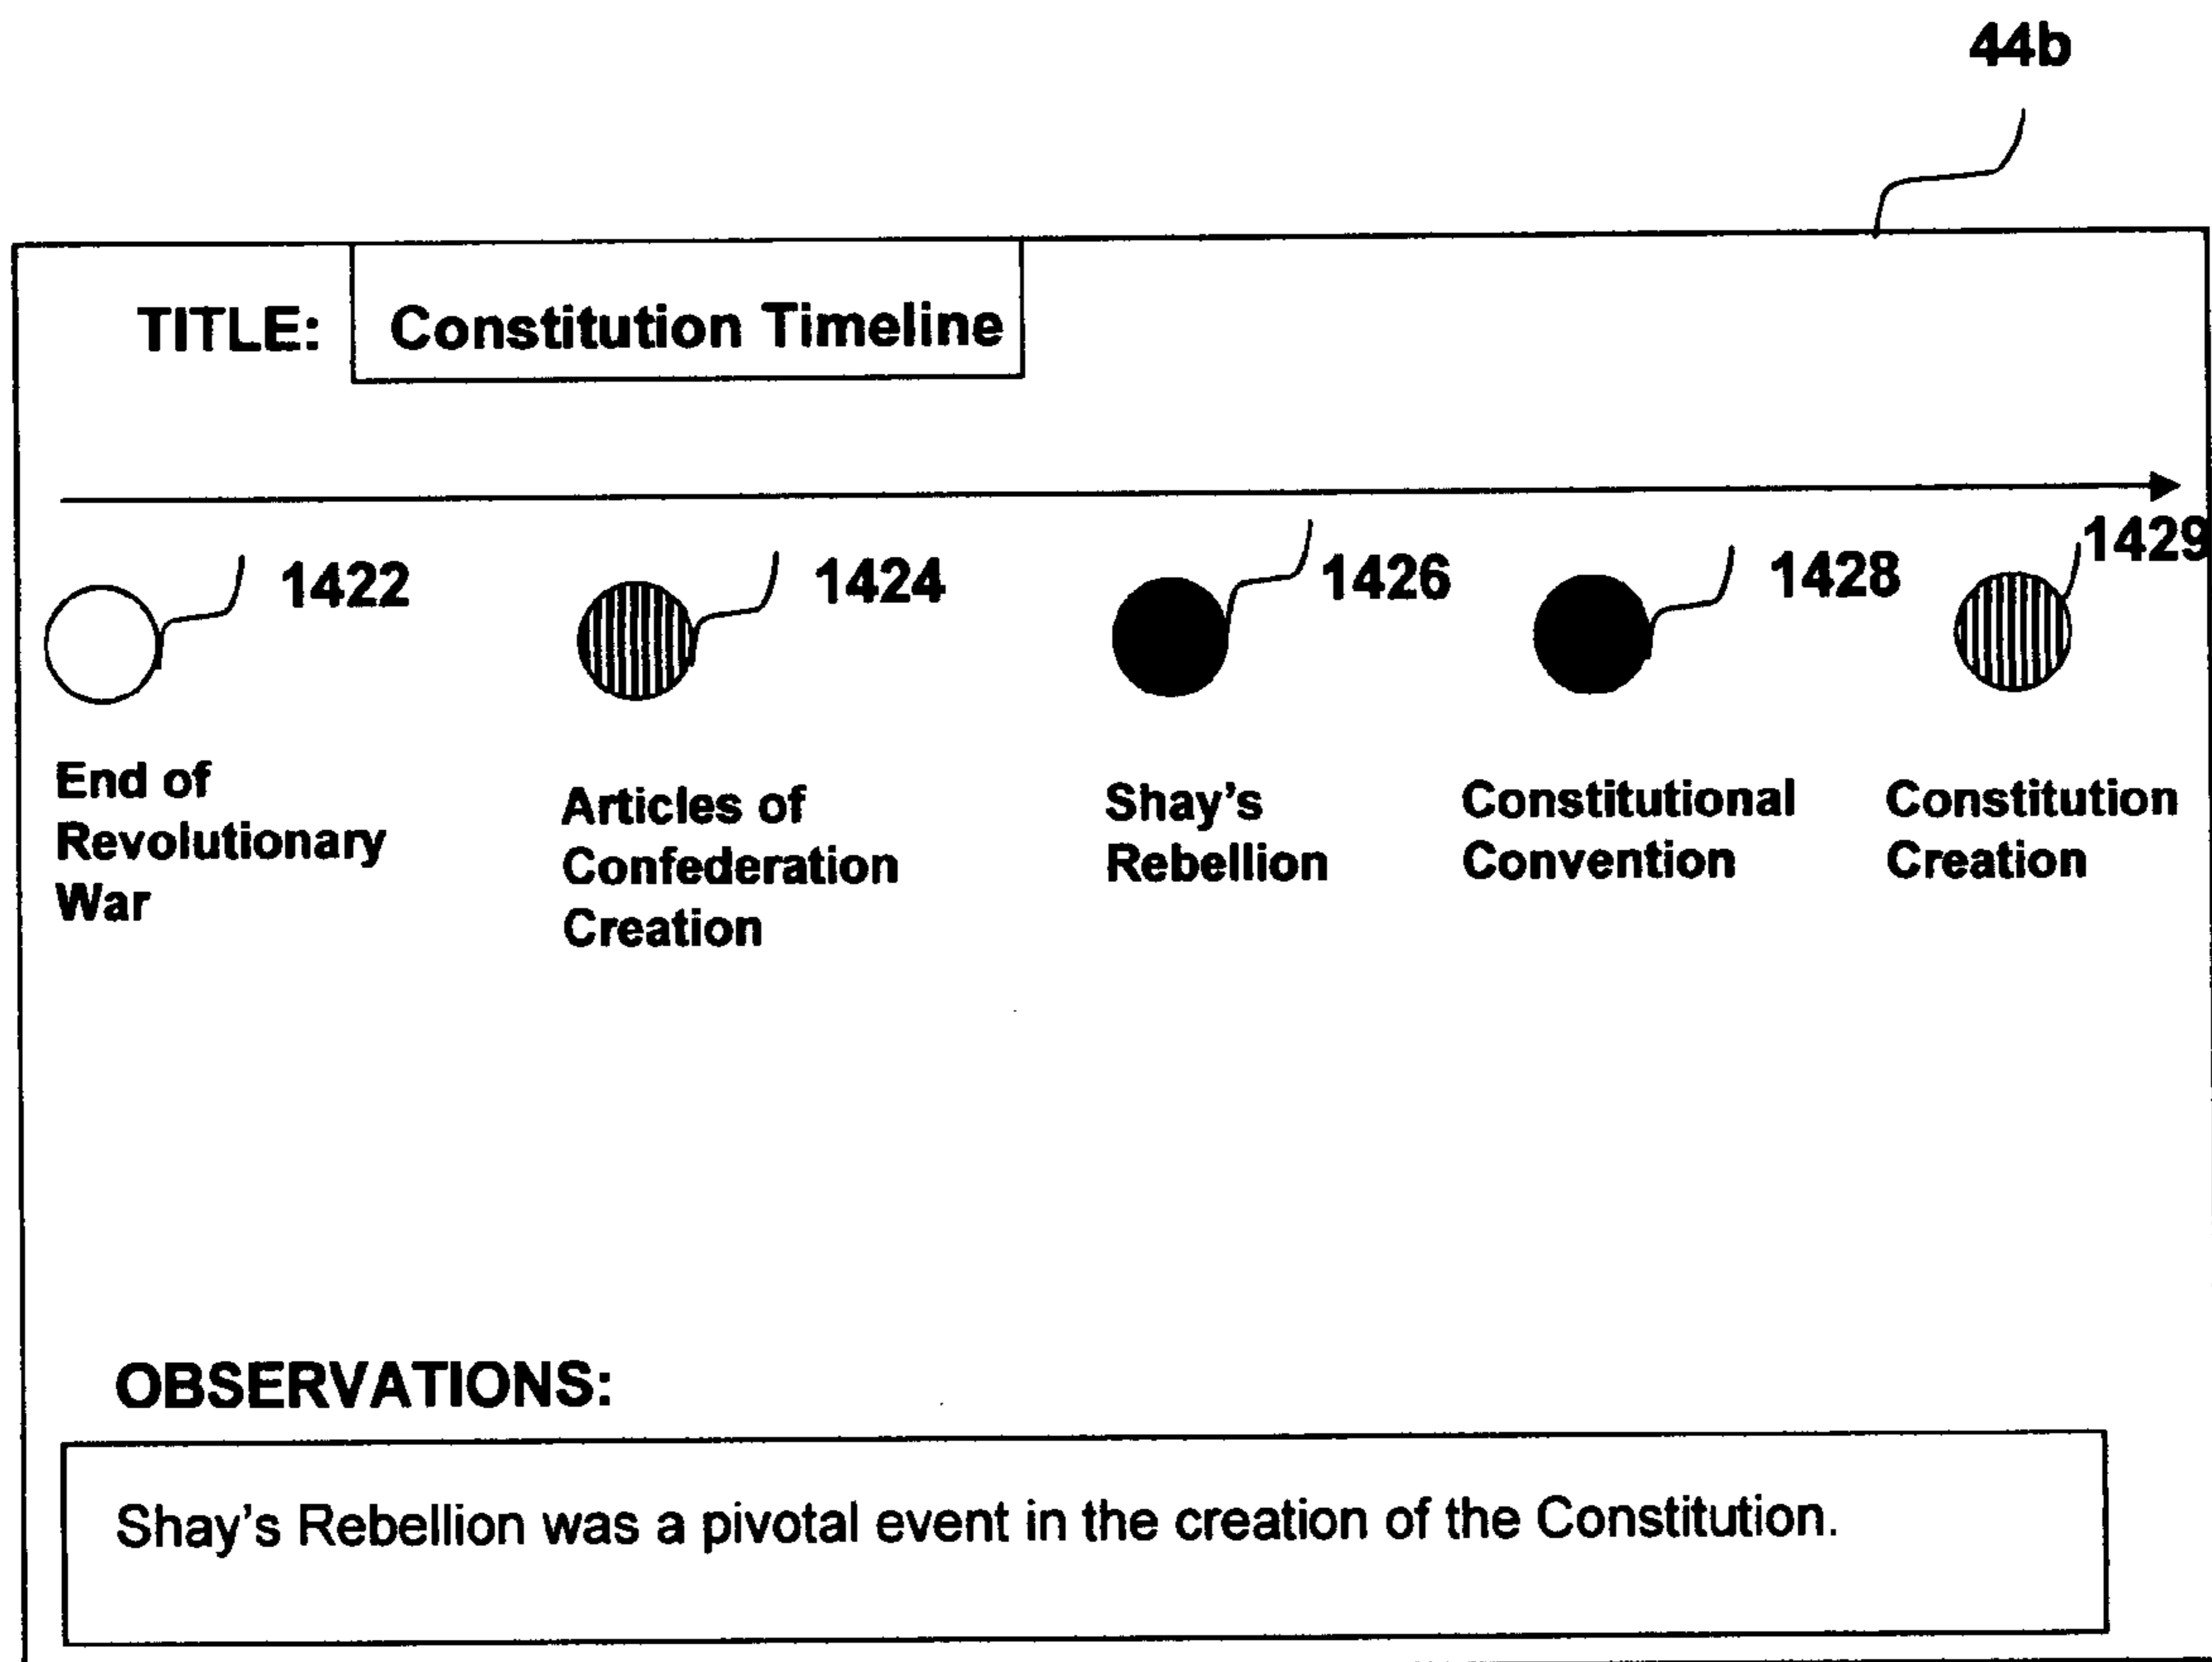 44b
TITLE: Constitution Timeline
1422 1424 1426 1428 1429
End of
Revolutionary
War
Articles of
Confederation
Creation
Shay's
Rebellion
Constitutional
Convention
Constitution
Creation
OBSERVATIONS:
Shay's Rebellion was a pivotal event in the creation of the Constitution.